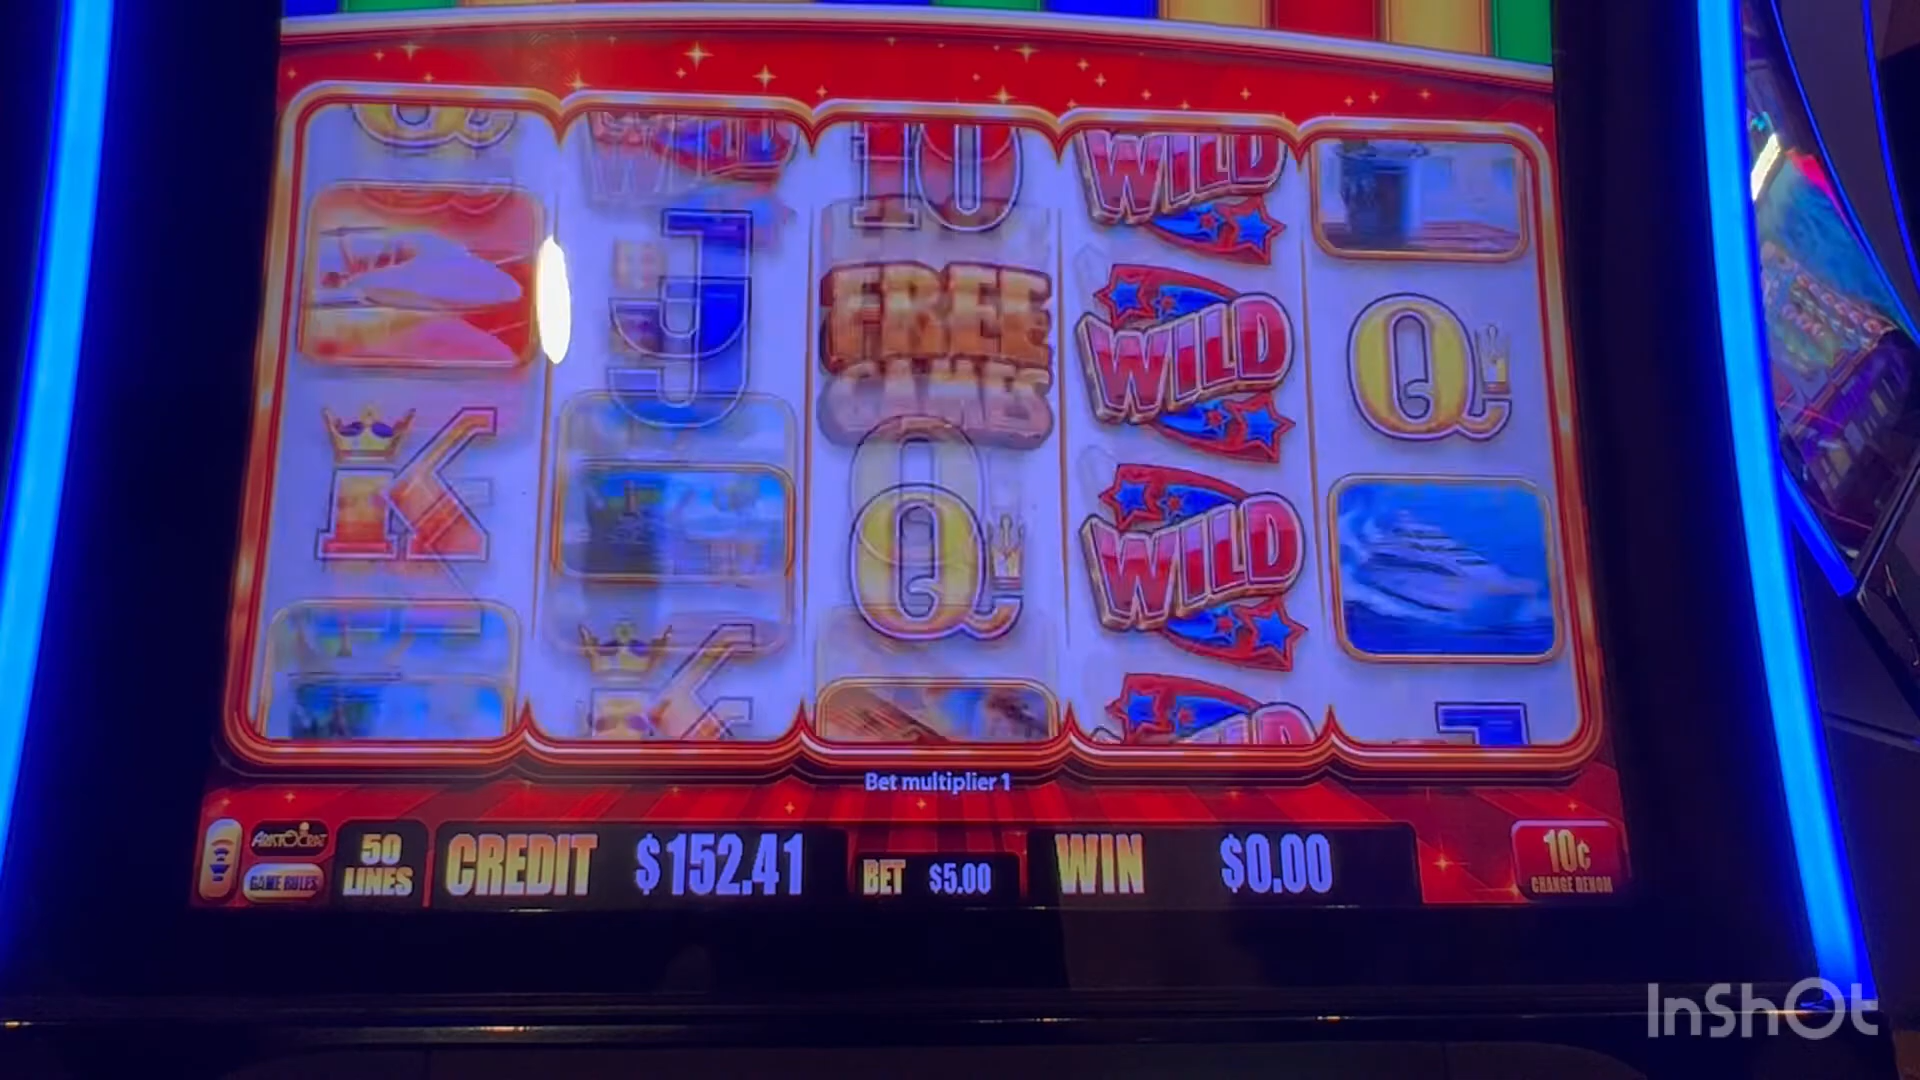 WILD
10
WILD
J
FREE
GAMES
WILD
Q
K
Q
WILD
K
WILD
J
Bet multiplier 1
ARISTOCRAT
GAME RULES
50
LINES
CREDIT $152.41
BET $5.00
WIN $0.00
10¢
CHANGE DENOM
InShOt